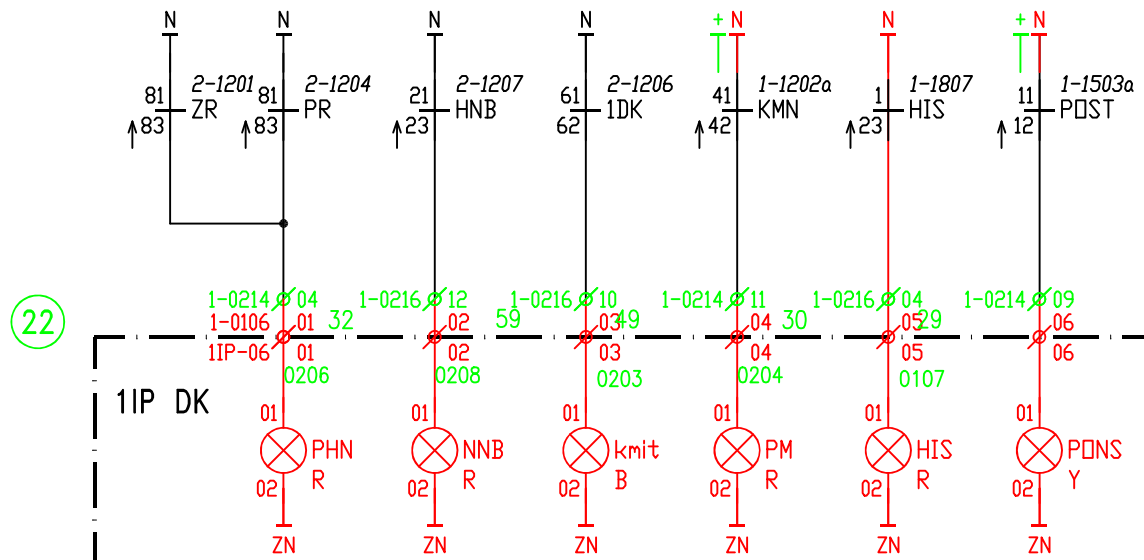 N N N N + N N + N
2-1201 2-1204 2-1207 2-1206 1-1202a 1-1807 1-1503a
81 ZR 81 PR 21 HNB 61 1DK 41 KMN 1 HIS 11 POST
83 83 23 62 42 23 12
1-0214 04 1-0216 12 1-0216 10 1-0214 11 1-0216 04 1-0214 09
22
32 59 49 30 29
1-0106 01 02 03 04 05 06
1IP-06 01 02 03 04 05 06
0206 0208 0203 0204 0107
1IP DK
01 01 01 01 01 01
PHN NNB kmit PM HIS PONS
R R B R R Y
02 02 02 02 02 02
ZN ZN ZN ZN ZN ZN